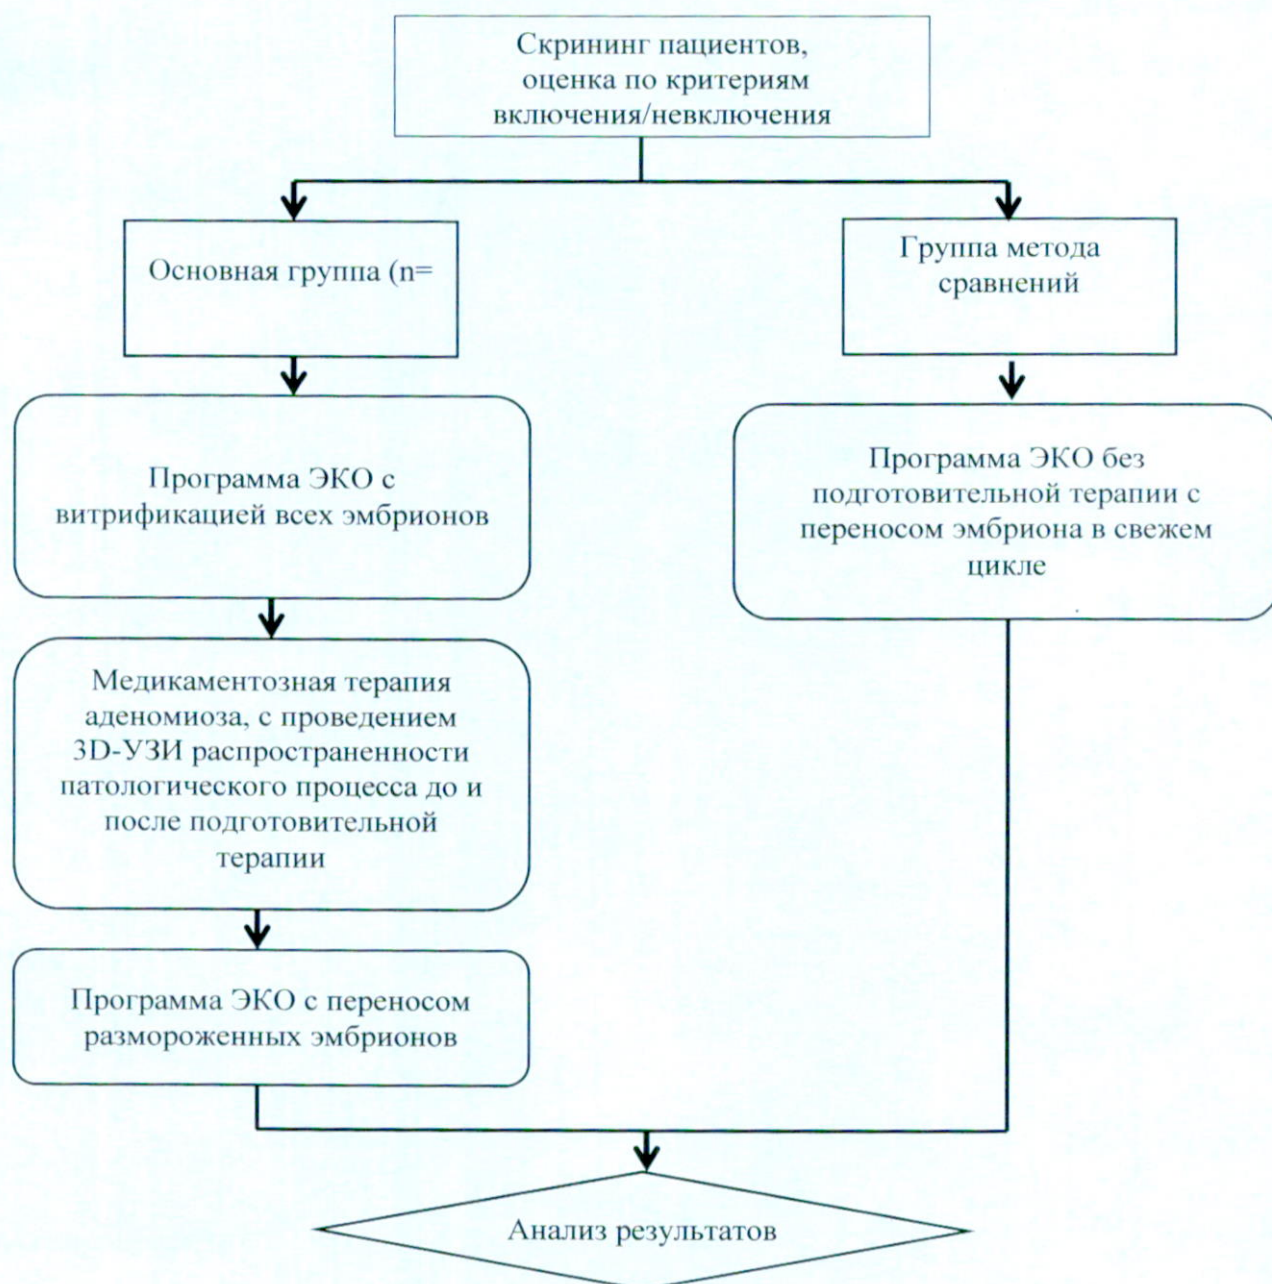 Скрининг пациентов,
оценка по критериям
включения/невключения
Основная группа (n=
Группа метода
сравнений
Программа ЭКО с
витрификацией всех эмбрионов
Программа ЭКО без
подготовительной терапии с
переносом эмбриона в свежем
цикле
Медикаментозная терапия
аденомиоза, с проведением
3D-УЗИ распространенности
патологического процесса до и
после подготовительной
терапии
Программа ЭКО с переносом
размороженных эмбрионов
Анализ результатов